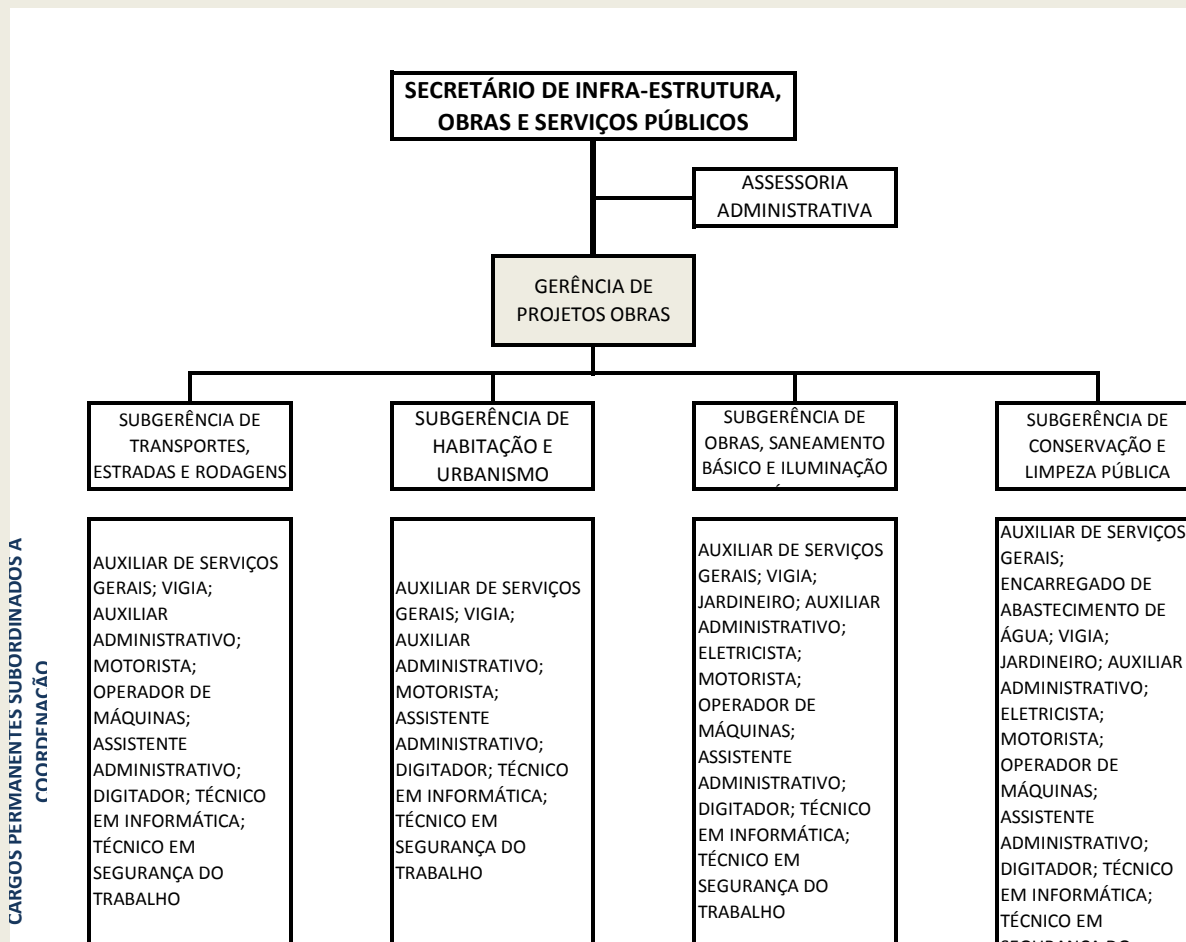 SECRETÁRIO DE INFRA-ESTRUTURA,
OBRAS E SERVIÇOS PÚBLICOS
ASSESSORIA
ADMINISTRATIVA
GERÊNCIA DE
PROJETOS OBRAS
SUBGERÊNCIA DE
TRANSPORTES,
ESTRADAS E RODAGENS
SUBGERÊNCIA DE
HABITAÇÃO E
URBANISMO
SUBGERÊNCIA DE
OBRAS, SANEAMENTO
BÁSICO E ILUMINAÇÃO
SUBGERÊNCIA DE
CONSERVAÇÃO E
LIMPEZA PÚBLICA
CARGOS PERMANENTES SUBORDINADOS A
COORDENAÇÃO
AUXILIAR DE SERVIÇOS
GERAIS; VIGIA;
AUXILIAR
ADMINISTRATIVO;
MOTORISTA;
OPERADOR DE
MÁQUINAS;
ASSISTENTE
ADMINISTRATIVO;
DIGITADOR; TÉCNICO
EM INFORMÁTICA;
TÉCNICO EM
SEGURANÇA DO
TRABALHO
AUXILIAR DE SERVIÇOS
GERAIS; VIGIA;
AUXILIAR
ADMINISTRATIVO;
MOTORISTA;
ASSISTENTE
ADMINISTRATIVO;
DIGITADOR; TÉCNICO
EM INFORMÁTICA;
TÉCNICO EM
SEGURANÇA DO
TRABALHO
AUXILIAR DE SERVIÇOS
GERAIS; VIGIA;
JARDINEIRO; AUXILIAR
ADMINISTRATIVO;
ELETRICISTA;
MOTORISTA;
OPERADOR DE
MÁQUINAS;
ASSISTENTE
ADMINISTRATIVO;
DIGITADOR; TÉCNICO
EM INFORMÁTICA;
TÉCNICO EM
SEGURANÇA DO
TRABALHO
AUXILIAR DE SERVIÇOS
GERAIS;
ENCARREGADO DE
ABASTECIMENTO DE
ÁGUA; VIGIA;
JARDINEIRO; AUXILIAR
ADMINISTRATIVO;
ELETRICISTA;
MOTORISTA;
OPERADOR DE
MÁQUINAS;
ASSISTENTE
ADMINISTRATIVO;
DIGITADOR; TÉCNICO
EM INFORMÁTICA;
TÉCNICO EM
SEGURANÇA DO